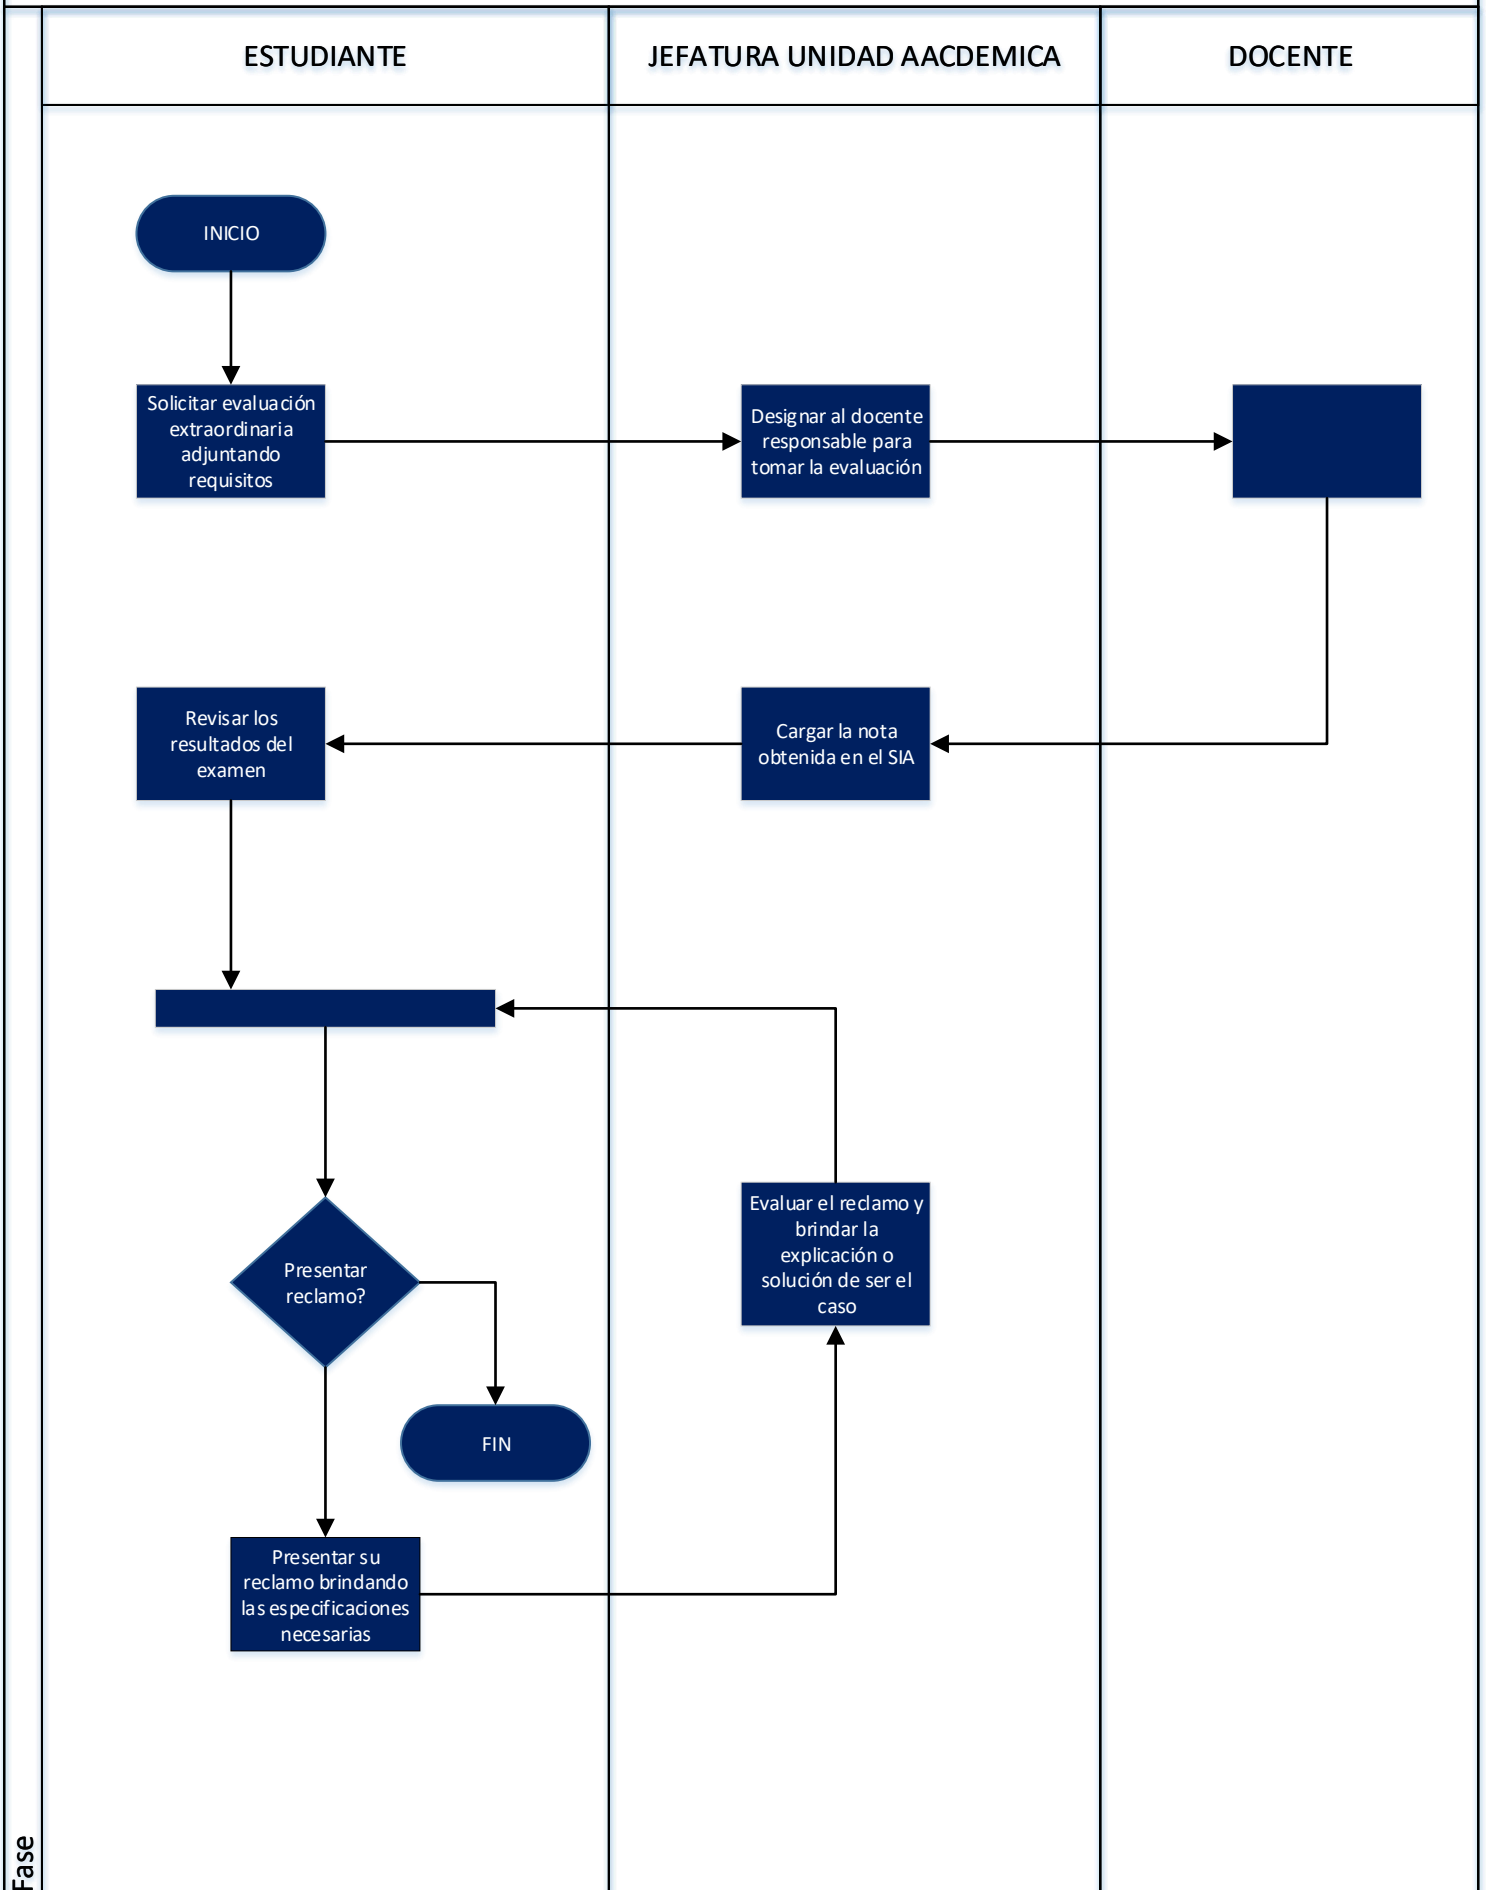 ESTUDIANTE
JEFATURA UNIDAD AACDEMICA
DOCENTE
INICIO
Solicitar evaluación
extraordinaria
adjuntando
requisitos
Designar al docente
responsable para
tomar la evaluación
Revisar los
resultados del
examen
Cargar la nota
obtenida en el SIA
Presentar
reclamo?
Evaluar el reclamo y
brindar la
explicación o
solución de ser el
caso
FIN
Presentar su
reclamo brindando
las especificaciones
necesarias
Fase